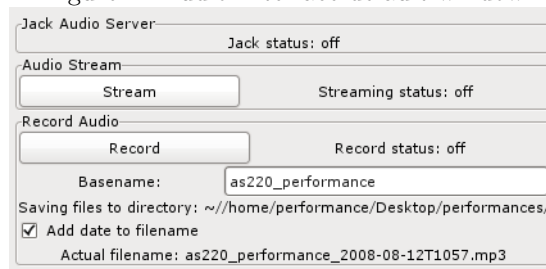 Jack Audio Server
Jack status: off
Audio Stream
Stream Streaming status: off
Record Audio
Record Record status: off
Basename: as220_performance
Saving files to directory: ~//home/performance/Desktop/performances/
Add date to filename
Actual filename: as220_performance_2008-08-12T1057.mp3